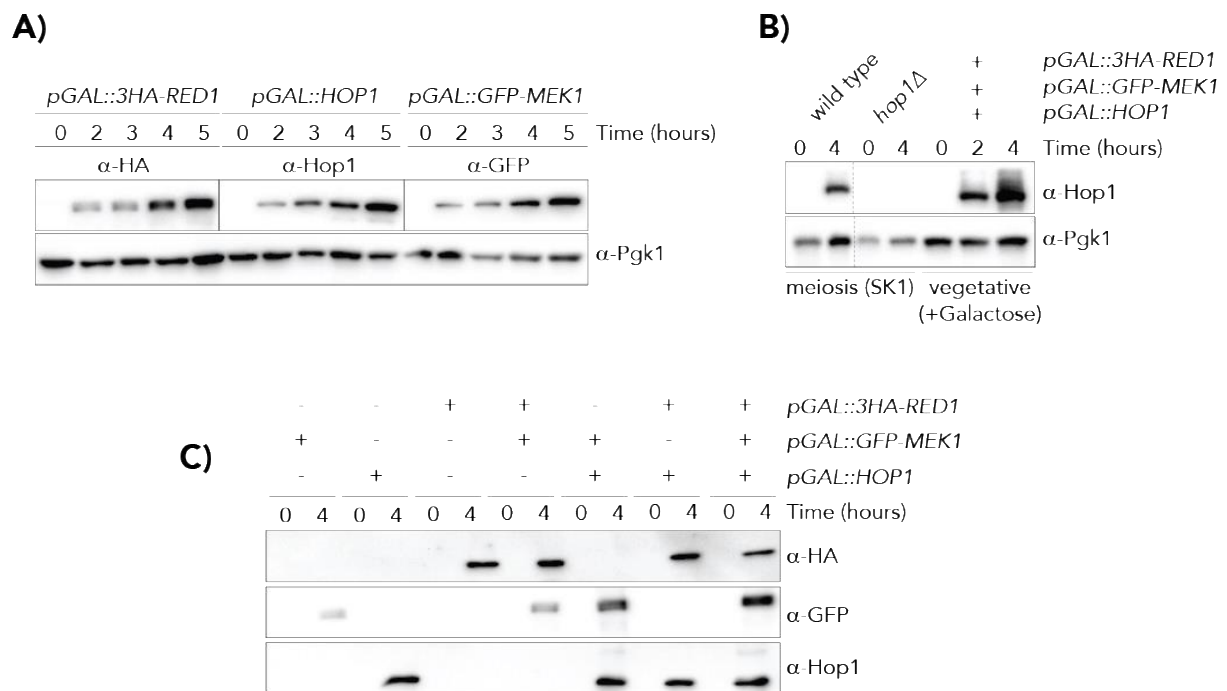 A)
pGAL::3HA-RED1 pGAL::HOP1 pGAL::GFP-MEK1
0 2 3 4 5 0 2 3 4 5 0 2 3 4 5 Time (hours)
α-HA α-Hop1 α-GFP
α-Pgk1
B)
wild type hop1Δ + pGAL::3HA-RED1
+ pGAL::GFP-MEK1
+ pGAL::HOP1
0 4 0 4 0 2 4 Time (hours)
α-Hop1
α-Pgk1
meiosis (SK1) vegetative
(+Galactose)
C)
- - + + - + + pGAL::3HA-RED1
+ - - + + - + pGAL::GFP-MEK1
- + - - + + + pGAL::HOP1
0 4 0 4 0 4 0 4 0 4 0 4 0 4 Time (hours)
α-HA
α-GFP
α-Hop1